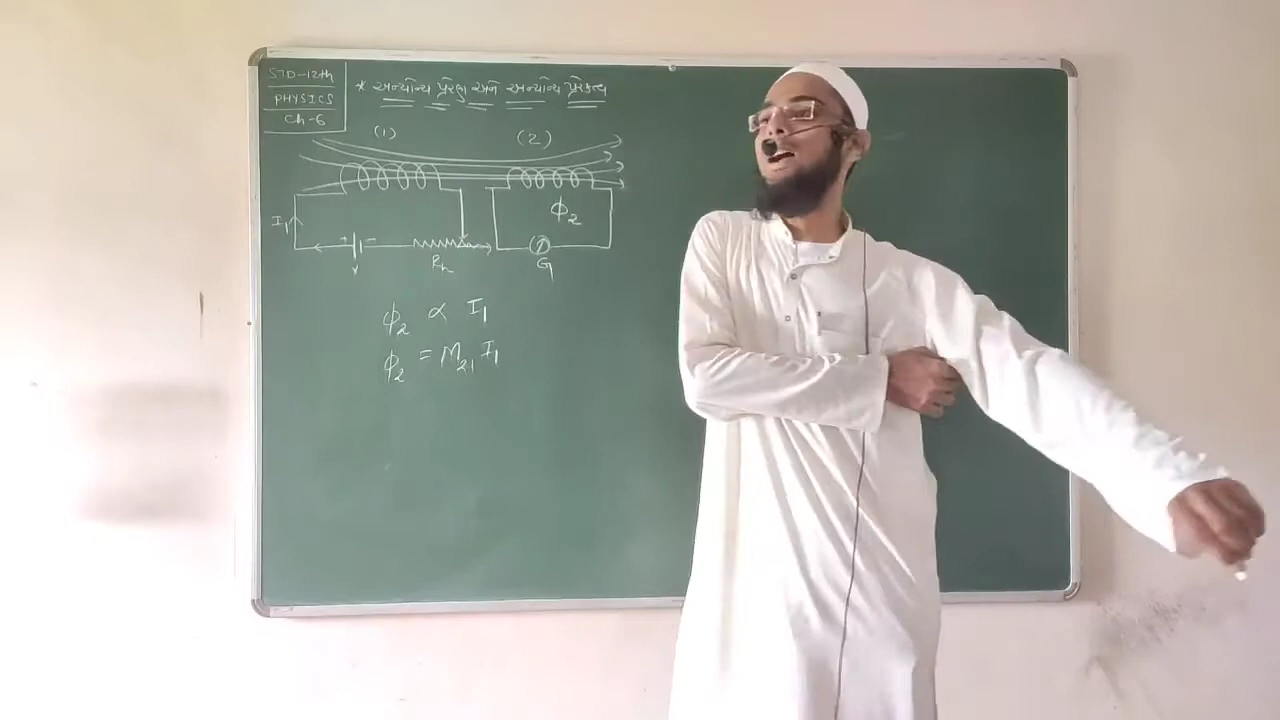 STD-12th
PHYSICS
Ch-6
* અન્યોન્ય પ્રેરણ અને અન્યોન્ય પ્રેરકત્વ
(1)
(2)
I₁
+ -
Rh
ϕ₂
G
ϕ₂ ∝ I₁
ϕ₂ = M₂₁ I₁